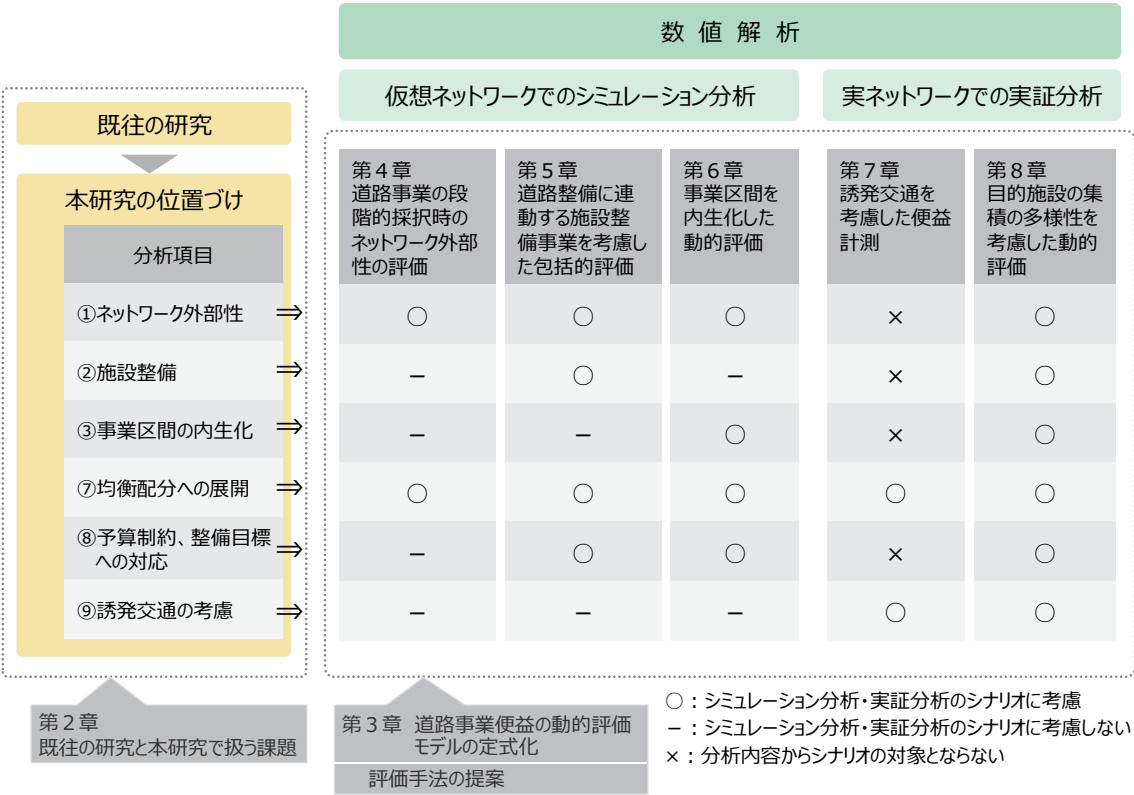 数 値 解 析
仮想ネットワークでのシミュレーション分析
実ネットワークでの実証分析
既往の研究
本研究の位置づけ
分析項目
第４章
道路事業の段
階的採択時の
ネットワーク外部
性の評価
第５章
道路整備に連
動する施設整
備事業を考慮し
た包括的評価
第６章
事業区間を
内生化した
動的評価
第７章
誘発交通を
考慮した便益
計測
第８章
目的施設の集
積の多様性を
考慮した動的
評価
①ネットワーク外部性 ⇒ ○ ○ ○ × ○
②施設整備 ⇒ － ○ － × ○
③事業区間の内生化 ⇒ － － ○ × ○
⑦均衡配分への展開 ⇒ ○ ○ ○ ○ ○
⑧予算制約、整備目標
への対応 ⇒ － ○ ○ × ○
⑨誘発交通の考慮 ⇒ － － － ○ ○
第２章
既往の研究と本研究で扱う課題
第３章 道路事業便益の動的評価
モデルの定式化
評価手法の提案
○：シミュレーション分析・実証分析のシナリオに考慮
－：シミュレーション分析・実証分析のシナリオに考慮しない
×：分析内容からシナリオの対象とならない